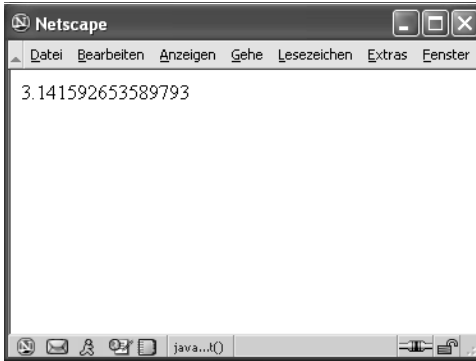 Netscape
Datei Bearbeiten Anzeigen Gehe Lesezeichen Extras Fenster
3.141592653589793
java...t()